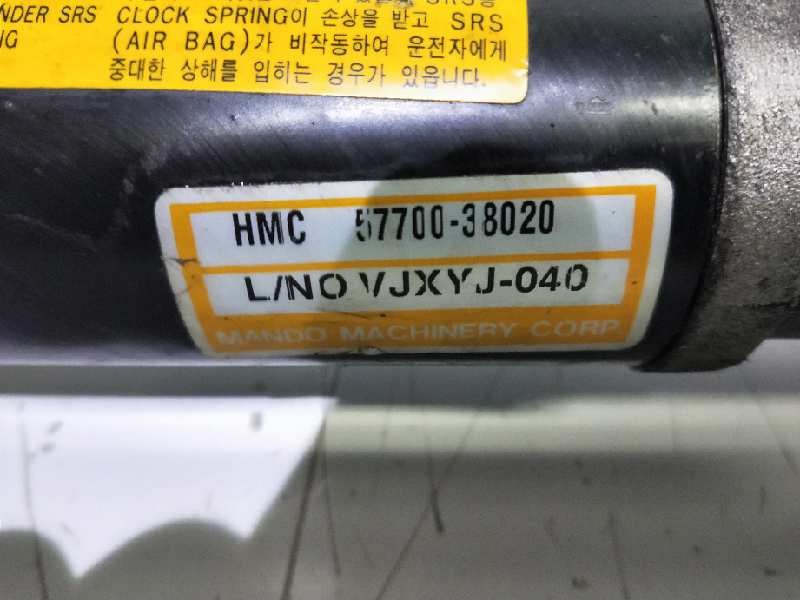 NDER SRS CLOCK SPRING이 손상을 받고 SRS
NG (AIR BAG)가 비작동하여 운전자에게
중대한 상해를 입히는 경우가 있읍니다.
HMC 57700-38020
L/NO VJXYJ-040
MANDO MACHINERY CORP.